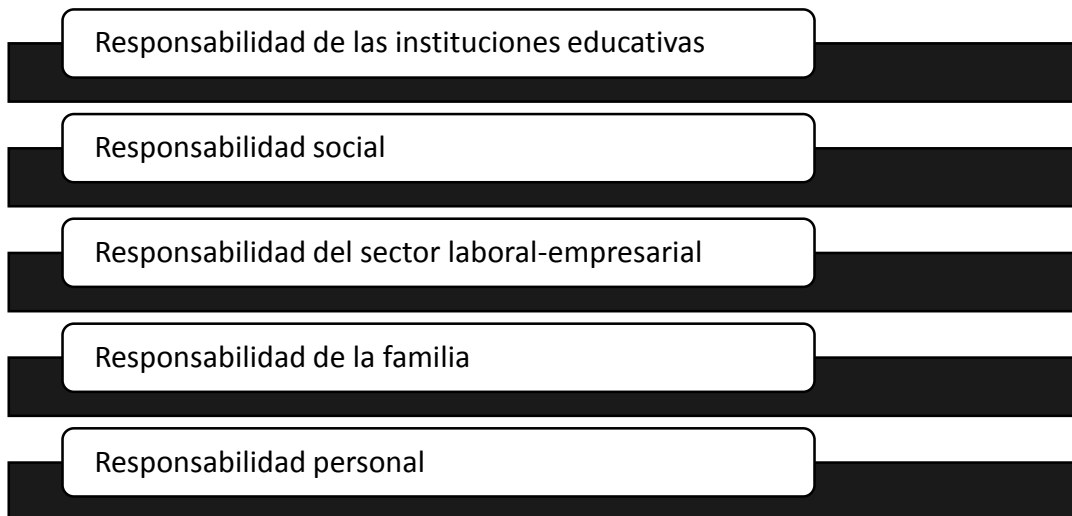 Responsabilidad de las instituciones educativas
Responsabilidad social
Responsabilidad del sector laboral-empresarial
Responsabilidad de la familia
Responsabilidad personal